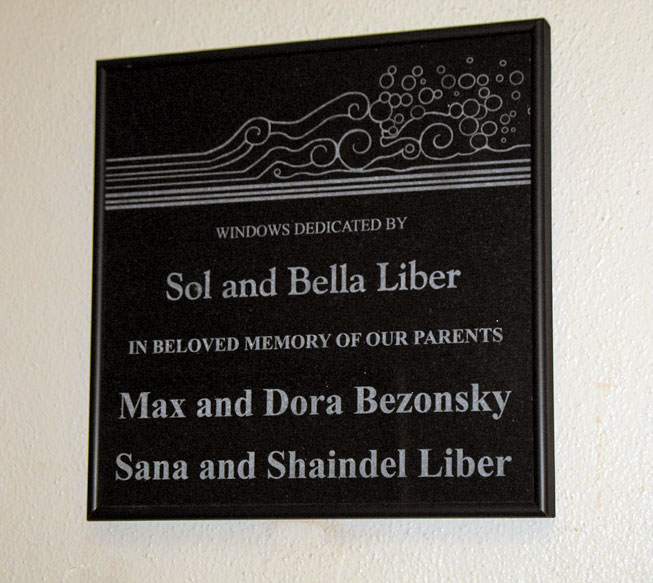 WINDOWS DEDICATED BY
Sol and Bella Liber
IN BELOVED MEMORY OF OUR PARENTS
Max and Dora Bezonsky
Sana and Shaindel Liber